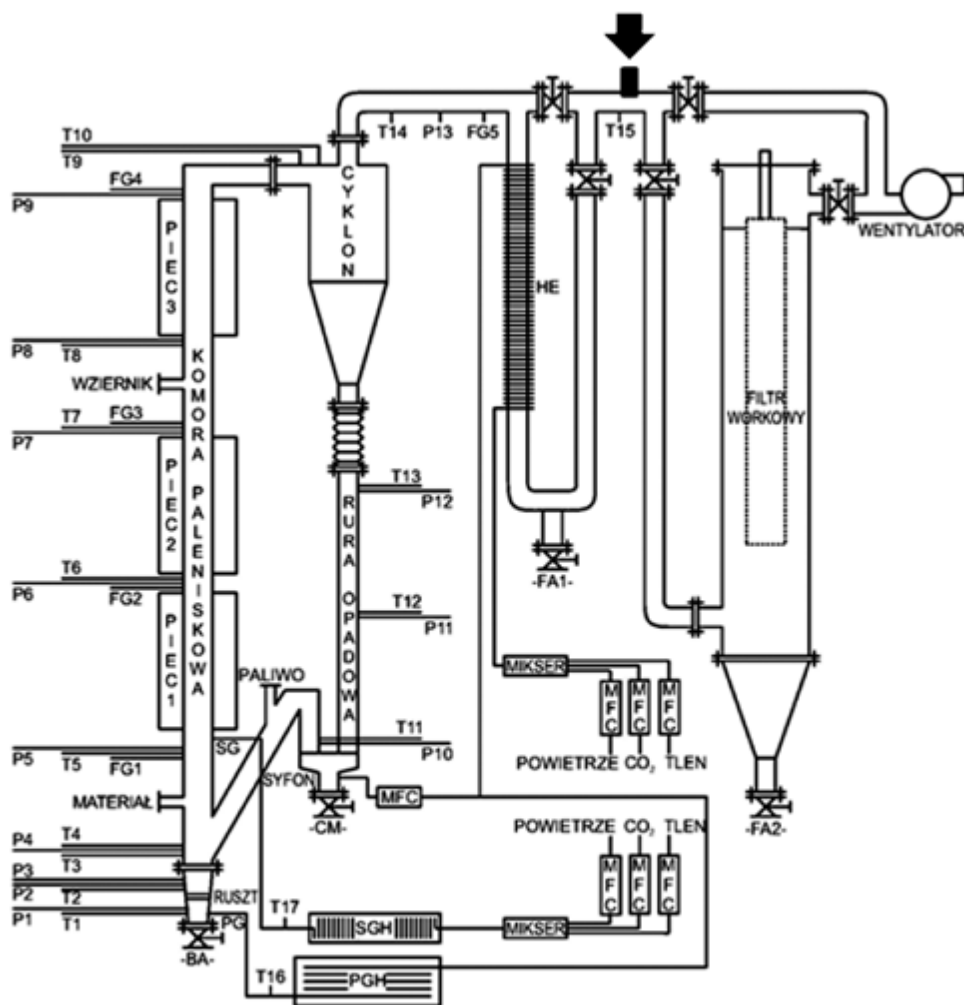 T10
T9
FG4
P9
PIEC3
P8
T8
WZIERNIK
T7
FG3
P7
PIEC2
T6
P6
FG2
PIEC1
P5
T5
FG1
MATERIAŁ
P4
T4
T3
P3
P2
T2
P1
T1
RUSZT
PG
-BA-
KOMORA PALENISKOWA
CYKLON
T14
P13
FG5
T15
HE
WENTYLATOR
FILTR
WORKOWY
T13
P12
RURA OPADOWA
T12
P11
-FA1-
PALIWO
SG
T11
P10
SYFON
-CM-
MFC
MIKSER
MFC
MFC
MFC
POWIETRZE CO₂ TLEN
-FA2-
POWIETRZE CO₂ TLEN
MFC
MFC
MFC
T17
SGH
MIKSER
T16
PGH